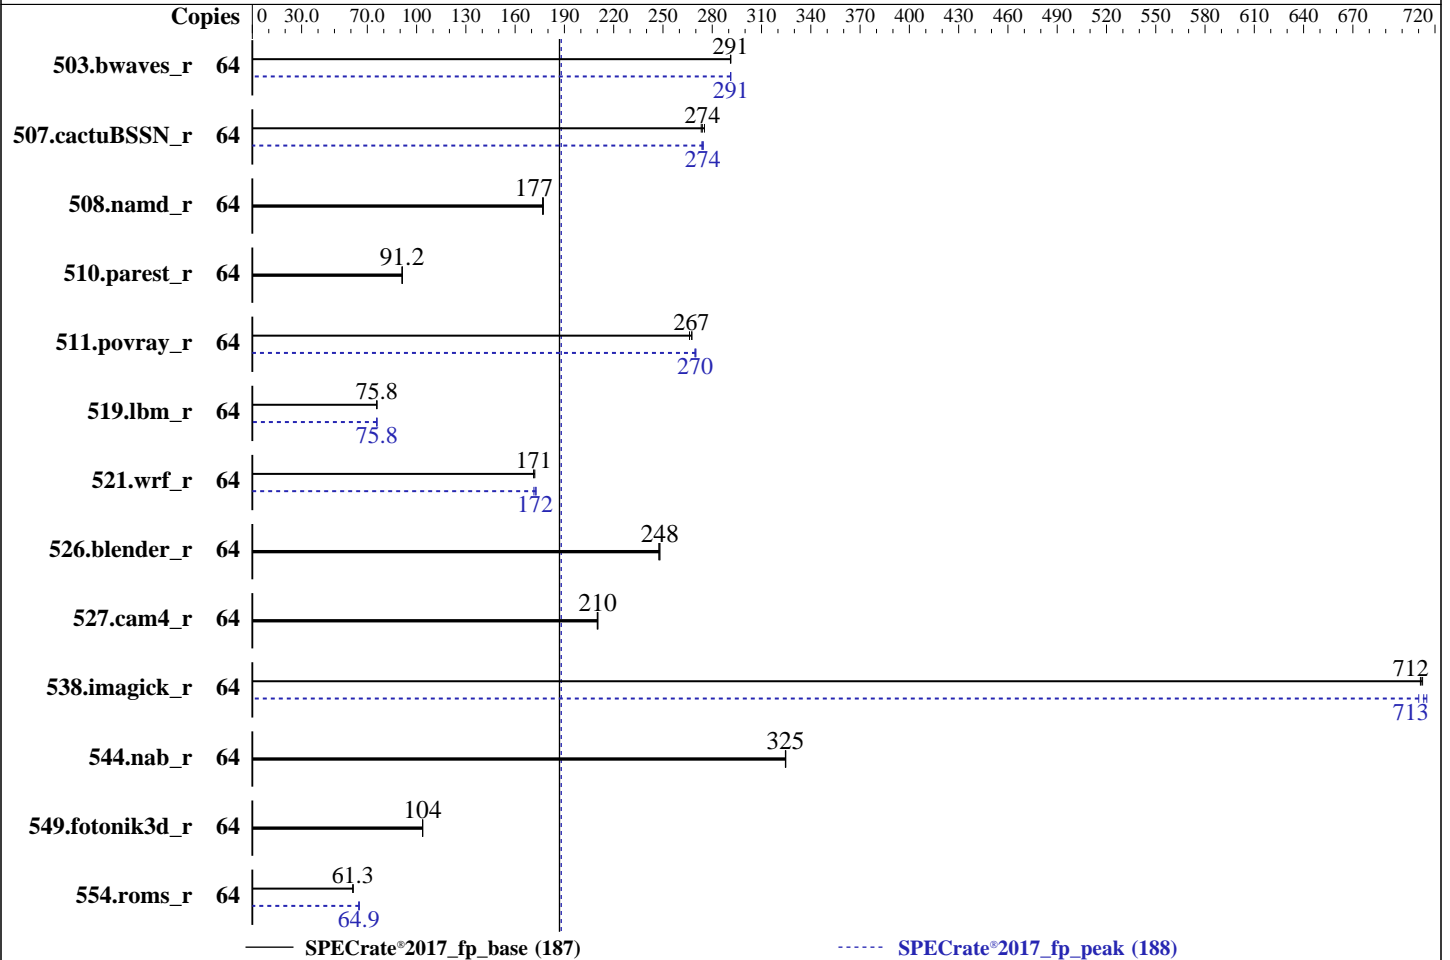 Copies 0 30.0 70.0 100 130 160 190 220 250 280 310 340 370 400 430 460 490 520 550 580 610 640 670 720
503.bwaves_r 64 291
291
507.cactuBSSN_r 64 274
274
508.namd_r 64 177
510.parest_r 64 91.2
511.povray_r 64 267
270
519.lbm_r 64 75.8
75.8
521.wrf_r 64 171
172
526.blender_r 64 248
527.cam4_r 64 210
538.imagick_r 64 712
713
544.nab_r 64 325
549.fotonik3d_r 64 104
554.roms_r 64 61.3
64.9
SPECrate®2017_fp_base (187) SPECrate®2017_fp_peak (188)